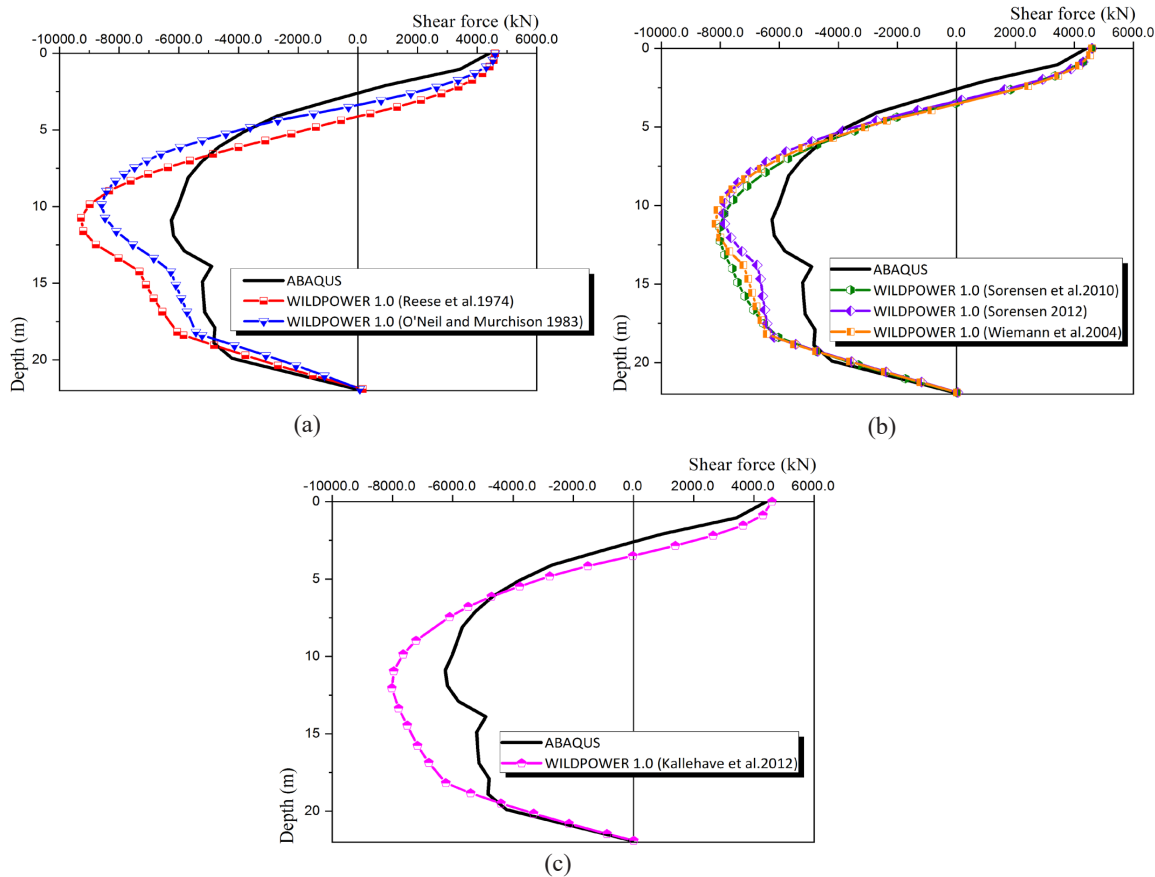 Shear force (kN)
-10000.0 -8000.0 -6000.0 -4000.0 -2000.0 0.0 2000.0 4000.0 6000.0
0
5
10
15
20
Depth (m)
ABAQUS
WILDPOWER 1.0 (Reese et al.1974)
WILDPOWER 1.0 (O'Neil and Murchison 1983)
(a)
Shear force (kN)
-10000.0 -8000.0 -6000.0 -4000.0 -2000.0 0.0 2000.0 4000.0 6000.0
0
5
10
15
20
Depth (m)
ABAQUS
WILDPOWER 1.0 (Sorensen et al.2010)
WILDPOWER 1.0 (Sorensen 2012)
WILDPOWER 1.0 (Wiemann et al.2004)
(b)
Shear force (kN)
-10000.0 -8000.0 -6000.0 -4000.0 -2000.0 0.0 2000.0 4000.0 6000.0
0
5
10
15
20
Depth (m)
ABAQUS
WILDPOWER 1.0 (Kallehave et al.2012)
(c)